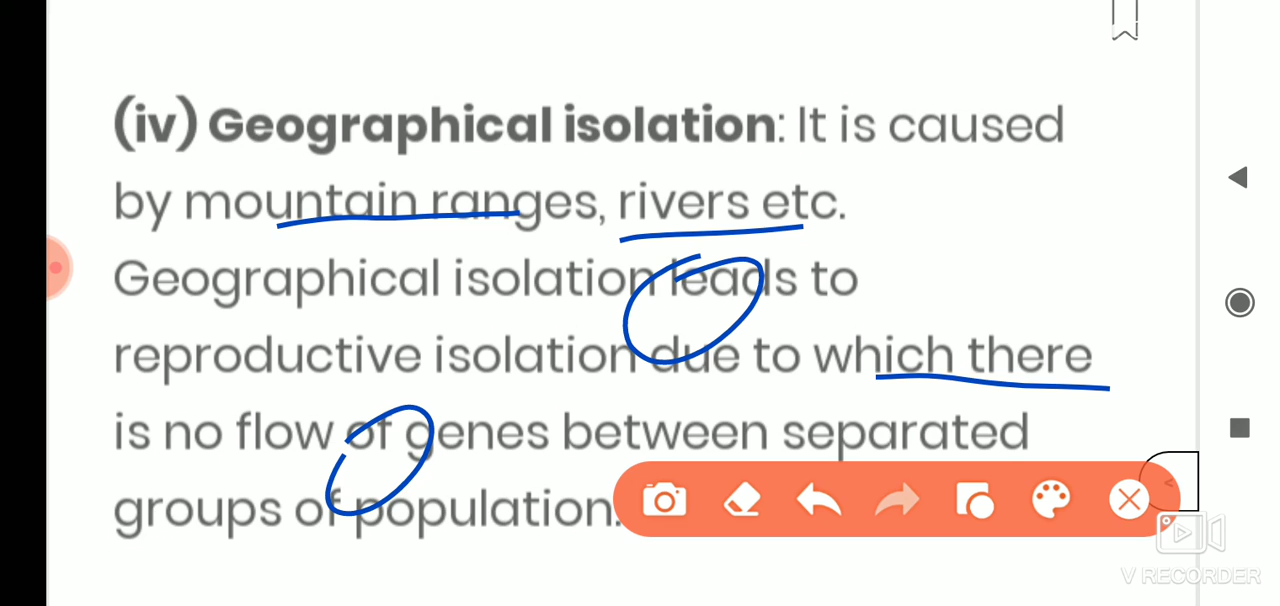 (iv) Geographical isolation: It is caused
by mountain ranges, rivers etc.
Geographical isolation leads to
reproductive isolation due to which there
is no flow of genes between separated
groups of population.
V RECORDER